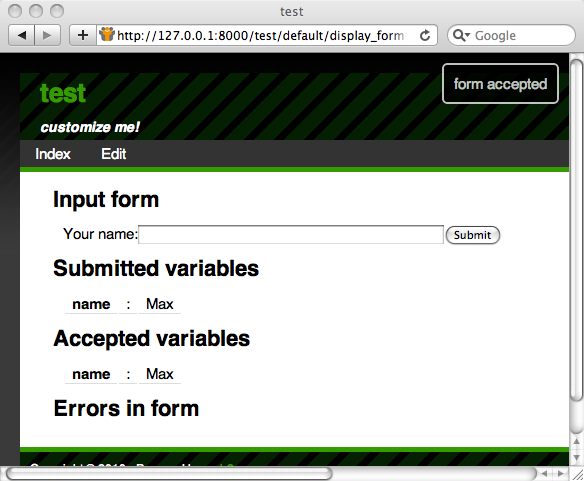 test
http://127.0.0.1:8000/test/default/display_form
Google
form accepted
test
customize me!
Index Edit
Input form
Your name: Submit
Submitted variables
name : Max
Accepted variables
name : Max
Errors in form